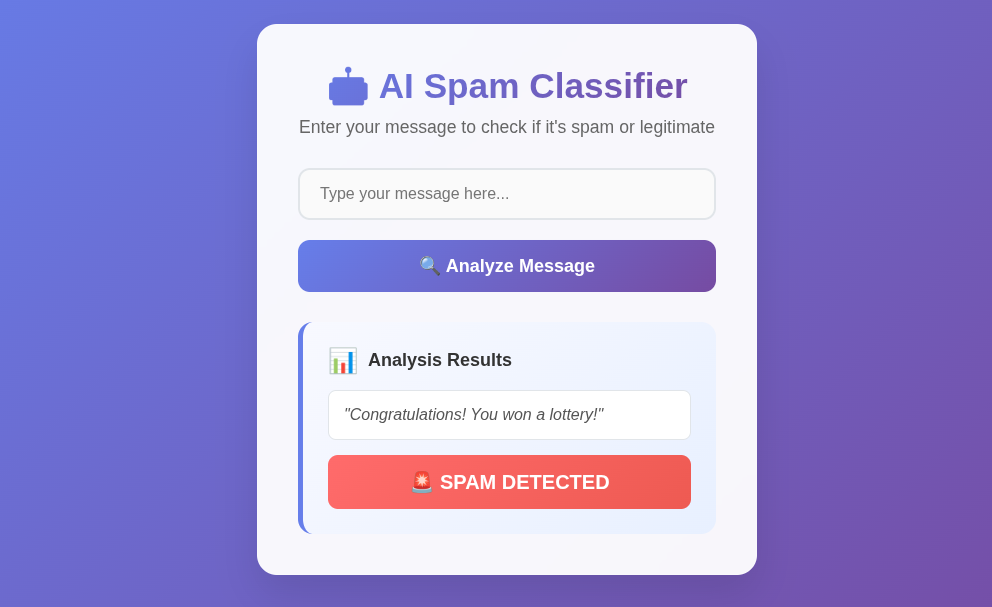 AI Spam Classifier
Enter your message to check if it's spam or legitimate
Type your message here...
🔍 Analyze Message
📊 Analysis Results
"Congratulations! You won a lottery!"
🚨 SPAM DETECTED